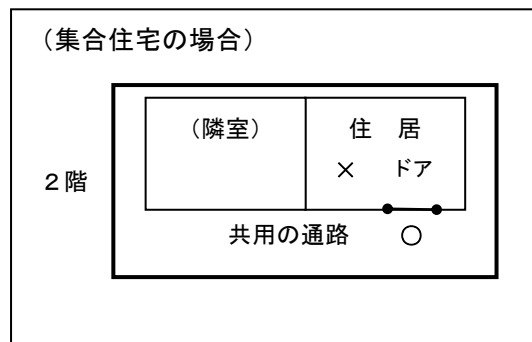 （集合住宅の場合）
（隣室）
住　居
２階
×
ドア
共用の通路
○